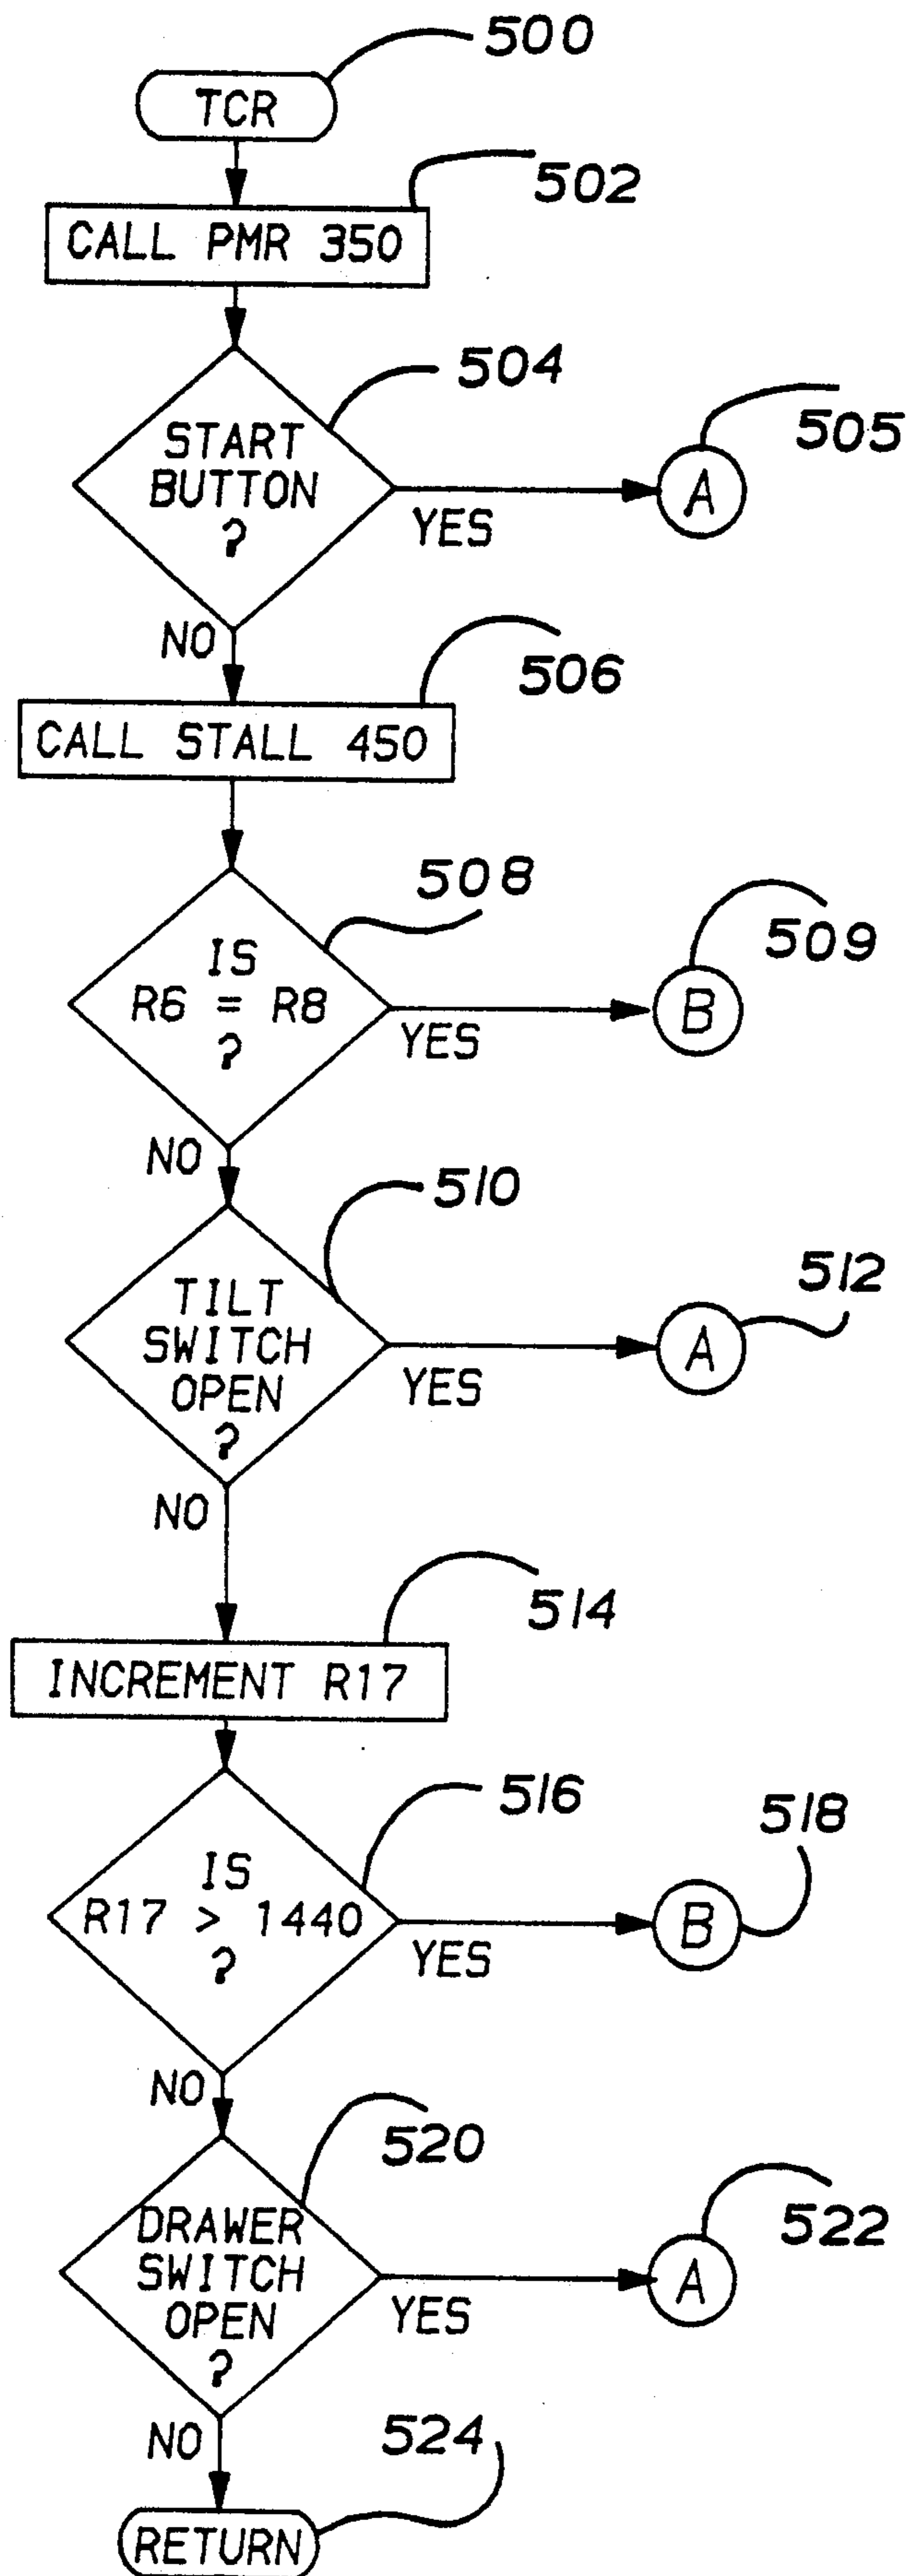 500
TCR
502
CALL PMR 350
504
START
BUTTON
?
YES
505
A
NO
506
CALL STALL 450
508
IS
R6 = R8
?
YES
509
B
NO
510
TILT
SWITCH
OPEN
?
YES
512
A
NO
514
INCREMENT R17
516
IS
R17 > 1440
?
YES
518
B
NO
520
DRAWER
SWITCH
OPEN
?
YES
522
A
NO
524
RETURN